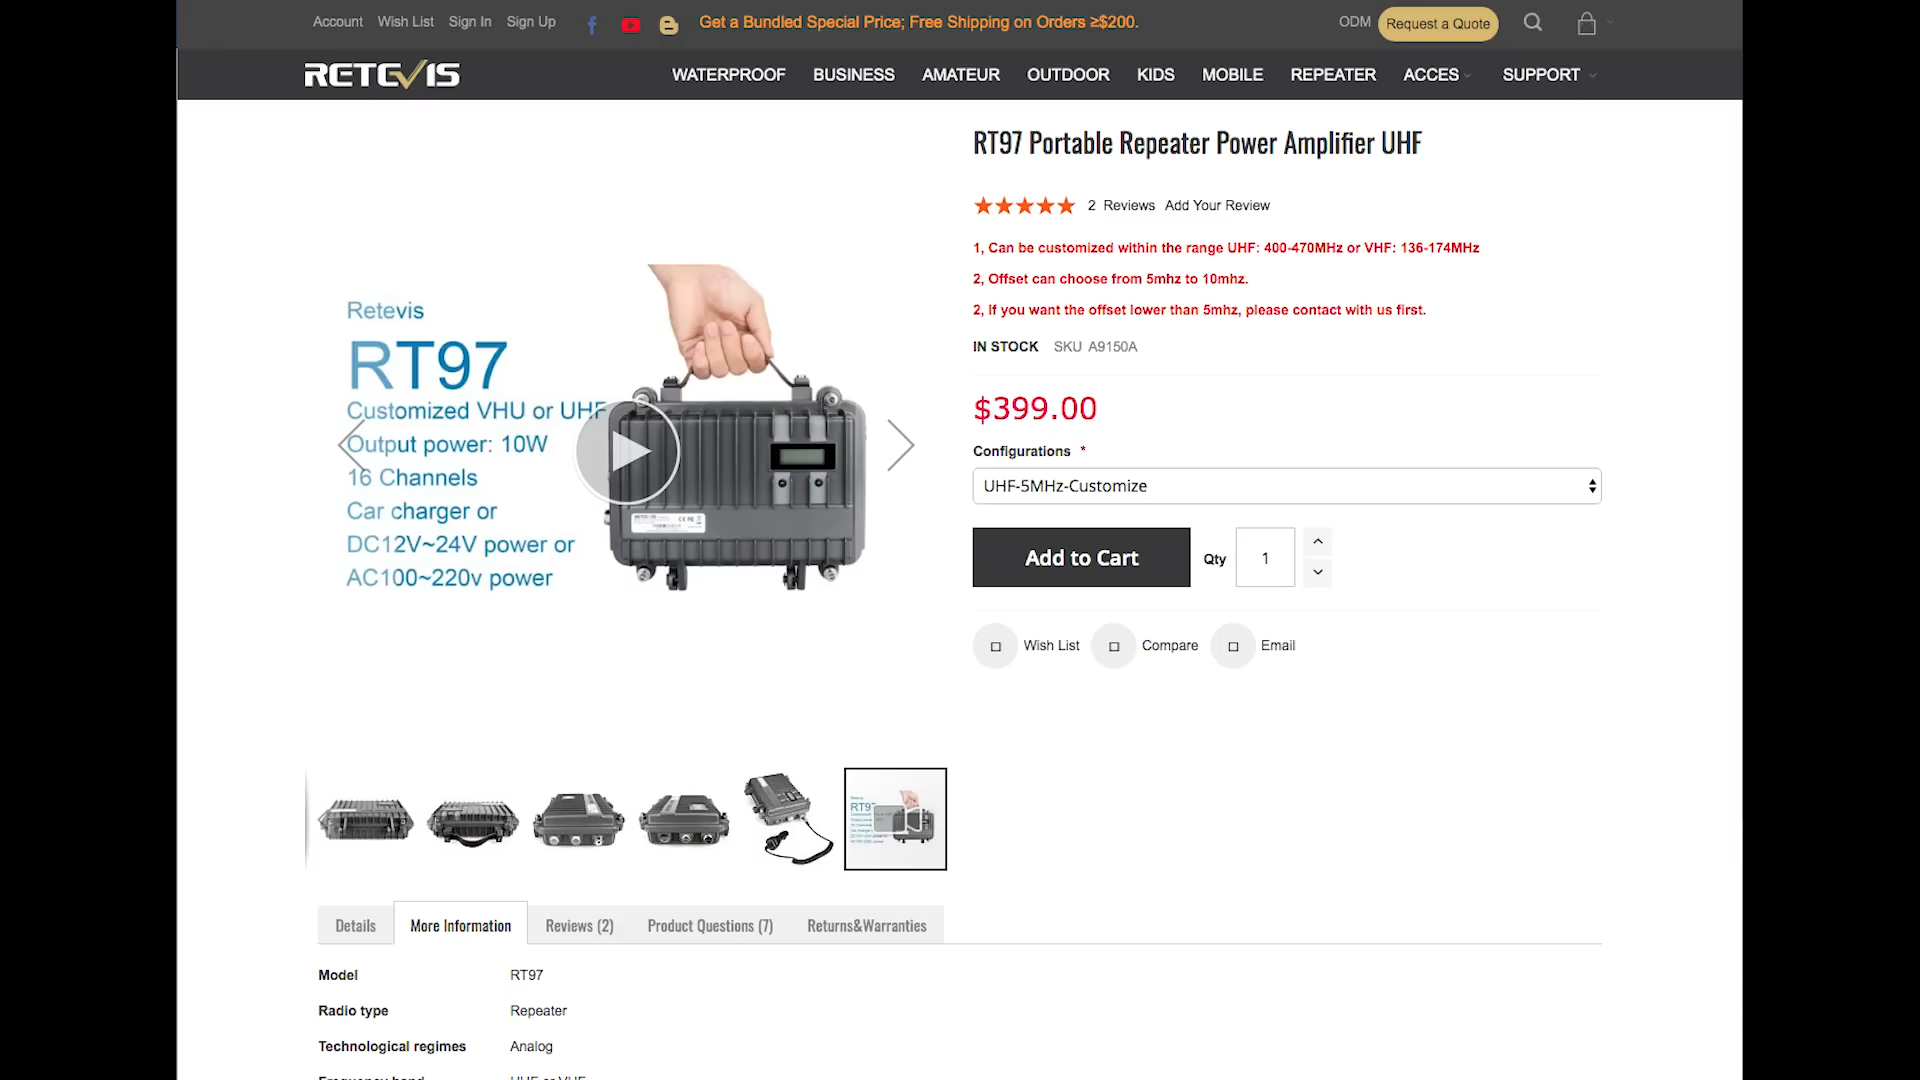 Account Wish List Sign In Sign Up Get a Bundled Special Price; Free Shipping on Orders ≥$200. ODM Request a Quote
RETEVIS WATERPROOF BUSINESS AMATEUR OUTDOOR KIDS MOBILE REPEATER ACCES SUPPORT
RT97 Portable Repeater Power Amplifier UHF
2 Reviews Add Your Review
1, Can be customized within the range UHF: 400-470MHz or VHF: 136-174MHz
2, Offset can choose from 5mhz to 10mhz.
2, If you want the offset lower than 5mhz, please contact with us first.
IN STOCK SKU A9150A
$399.00
Configurations *
UHF-5MHz-Customize
Add to Cart Qty 1
Wish List Compare Email
Retevis
RT97
Customized VHU or UHF
Output power: 10W
16 Channels
Car charger or
DC12V~24V power or
AC100~220v power
Details More Information Reviews (2) Product Questions (7) Returns&Warranties
Model RT97
Radio type Repeater
Technological regimes Analog
Frequency band UHF or VHF